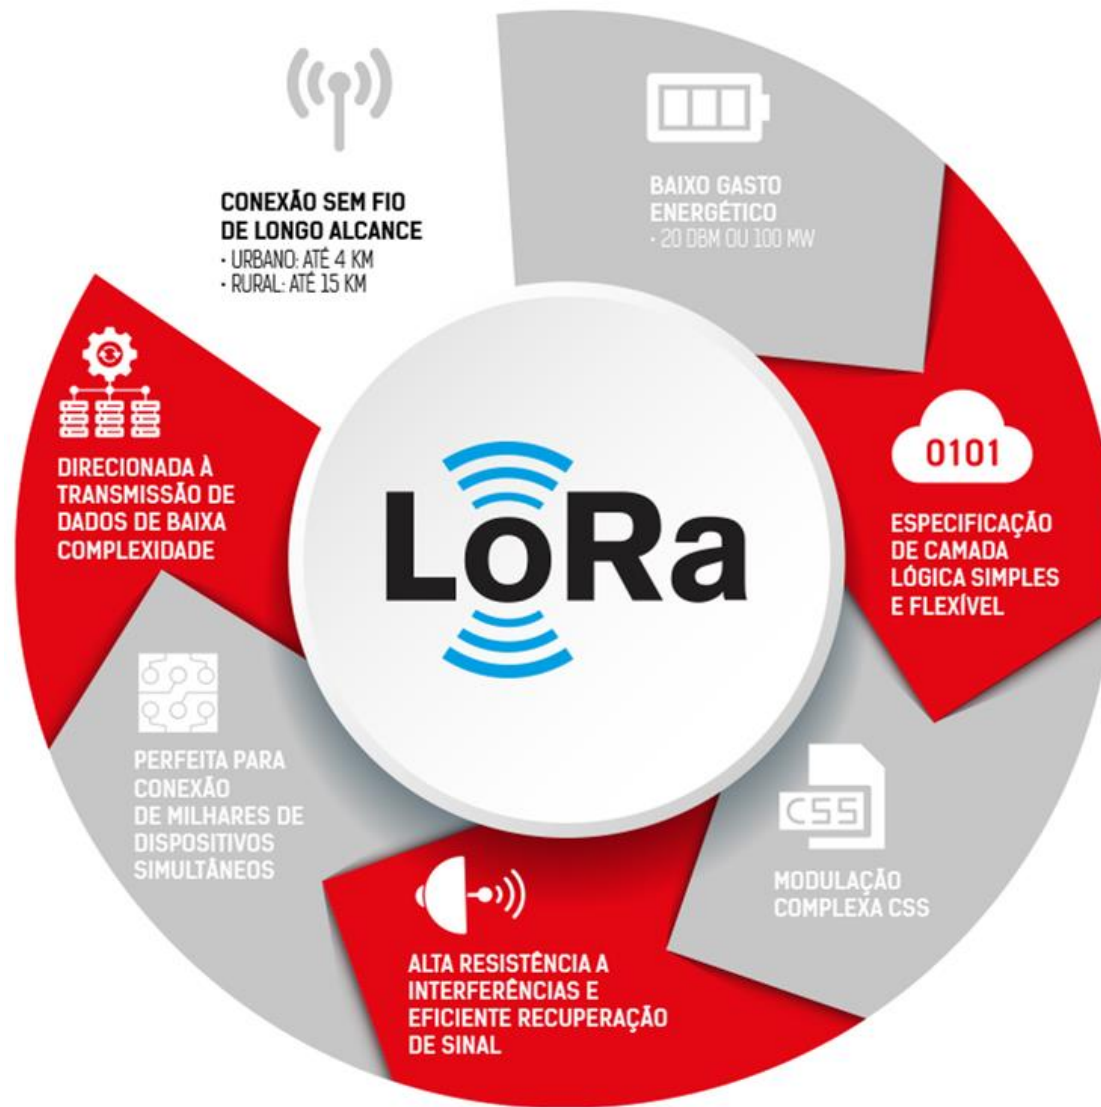 CONEXÃO SEM FIO
DE LONGO ALCANCE
• URBANO: ATÉ 4 KM
• RURAL: ATÉ 15 KM
BAIXO GASTO
ENERGÉTICO
• 20 DBM OU 100 MW
0101
ESPECIFICAÇÃO
DE CAMADA
LÓGICA SIMPLES
E FLEXÍVEL
CSS
MODULAÇÃO
COMPLEXA CSS
ALTA RESISTÊNCIA A
INTERFERÊNCIAS E
EFICIENTE RECUPERAÇÃO
DE SINAL
PERFEITA PARA
CONEXÃO
DE MILHARES DE
DISPOSITIVOS
SIMULTÂNEOS
DIRECIONADA À
TRANSMISSÃO DE
DADOS DE BAIXA
COMPLEXIDADE
LoRa